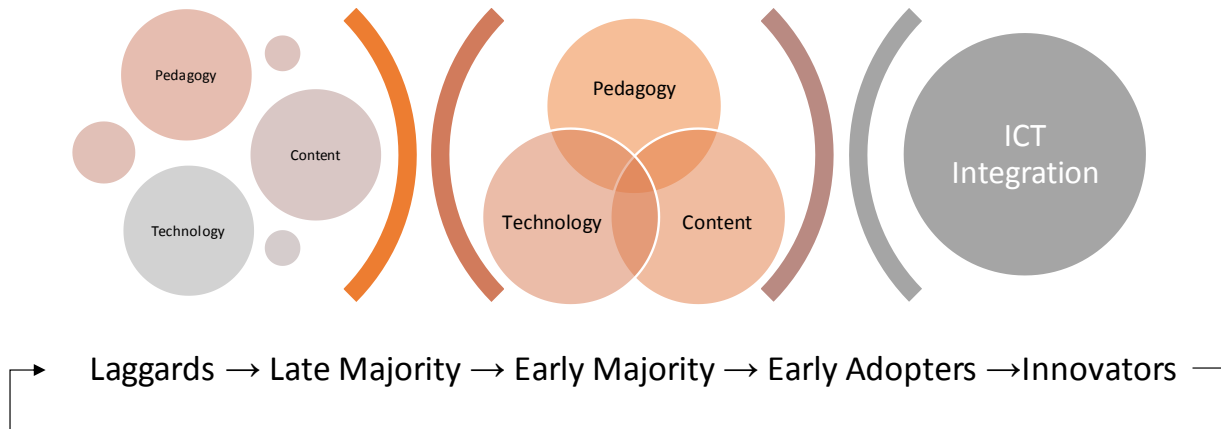 Pedagogy
Content
Technology
Pedagogy
Technology
Content
ICT
Integration
Laggards → Late Majority → Early Majority → Early Adopters →Innovators